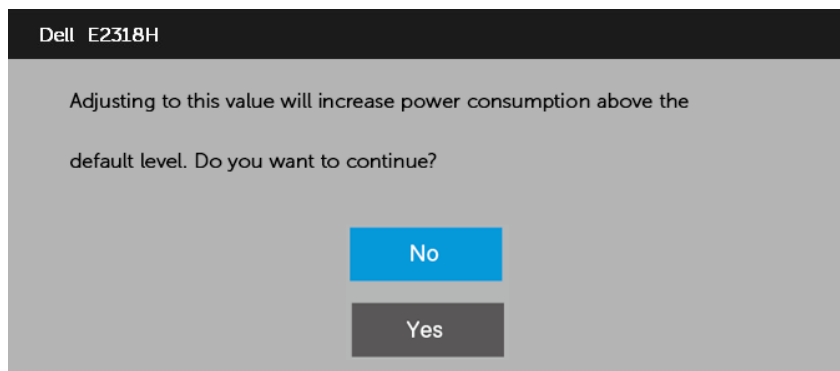 Dell E2318H
Adjusting to this value will increase power consumption above the
default level. Do you want to continue?
No
Yes